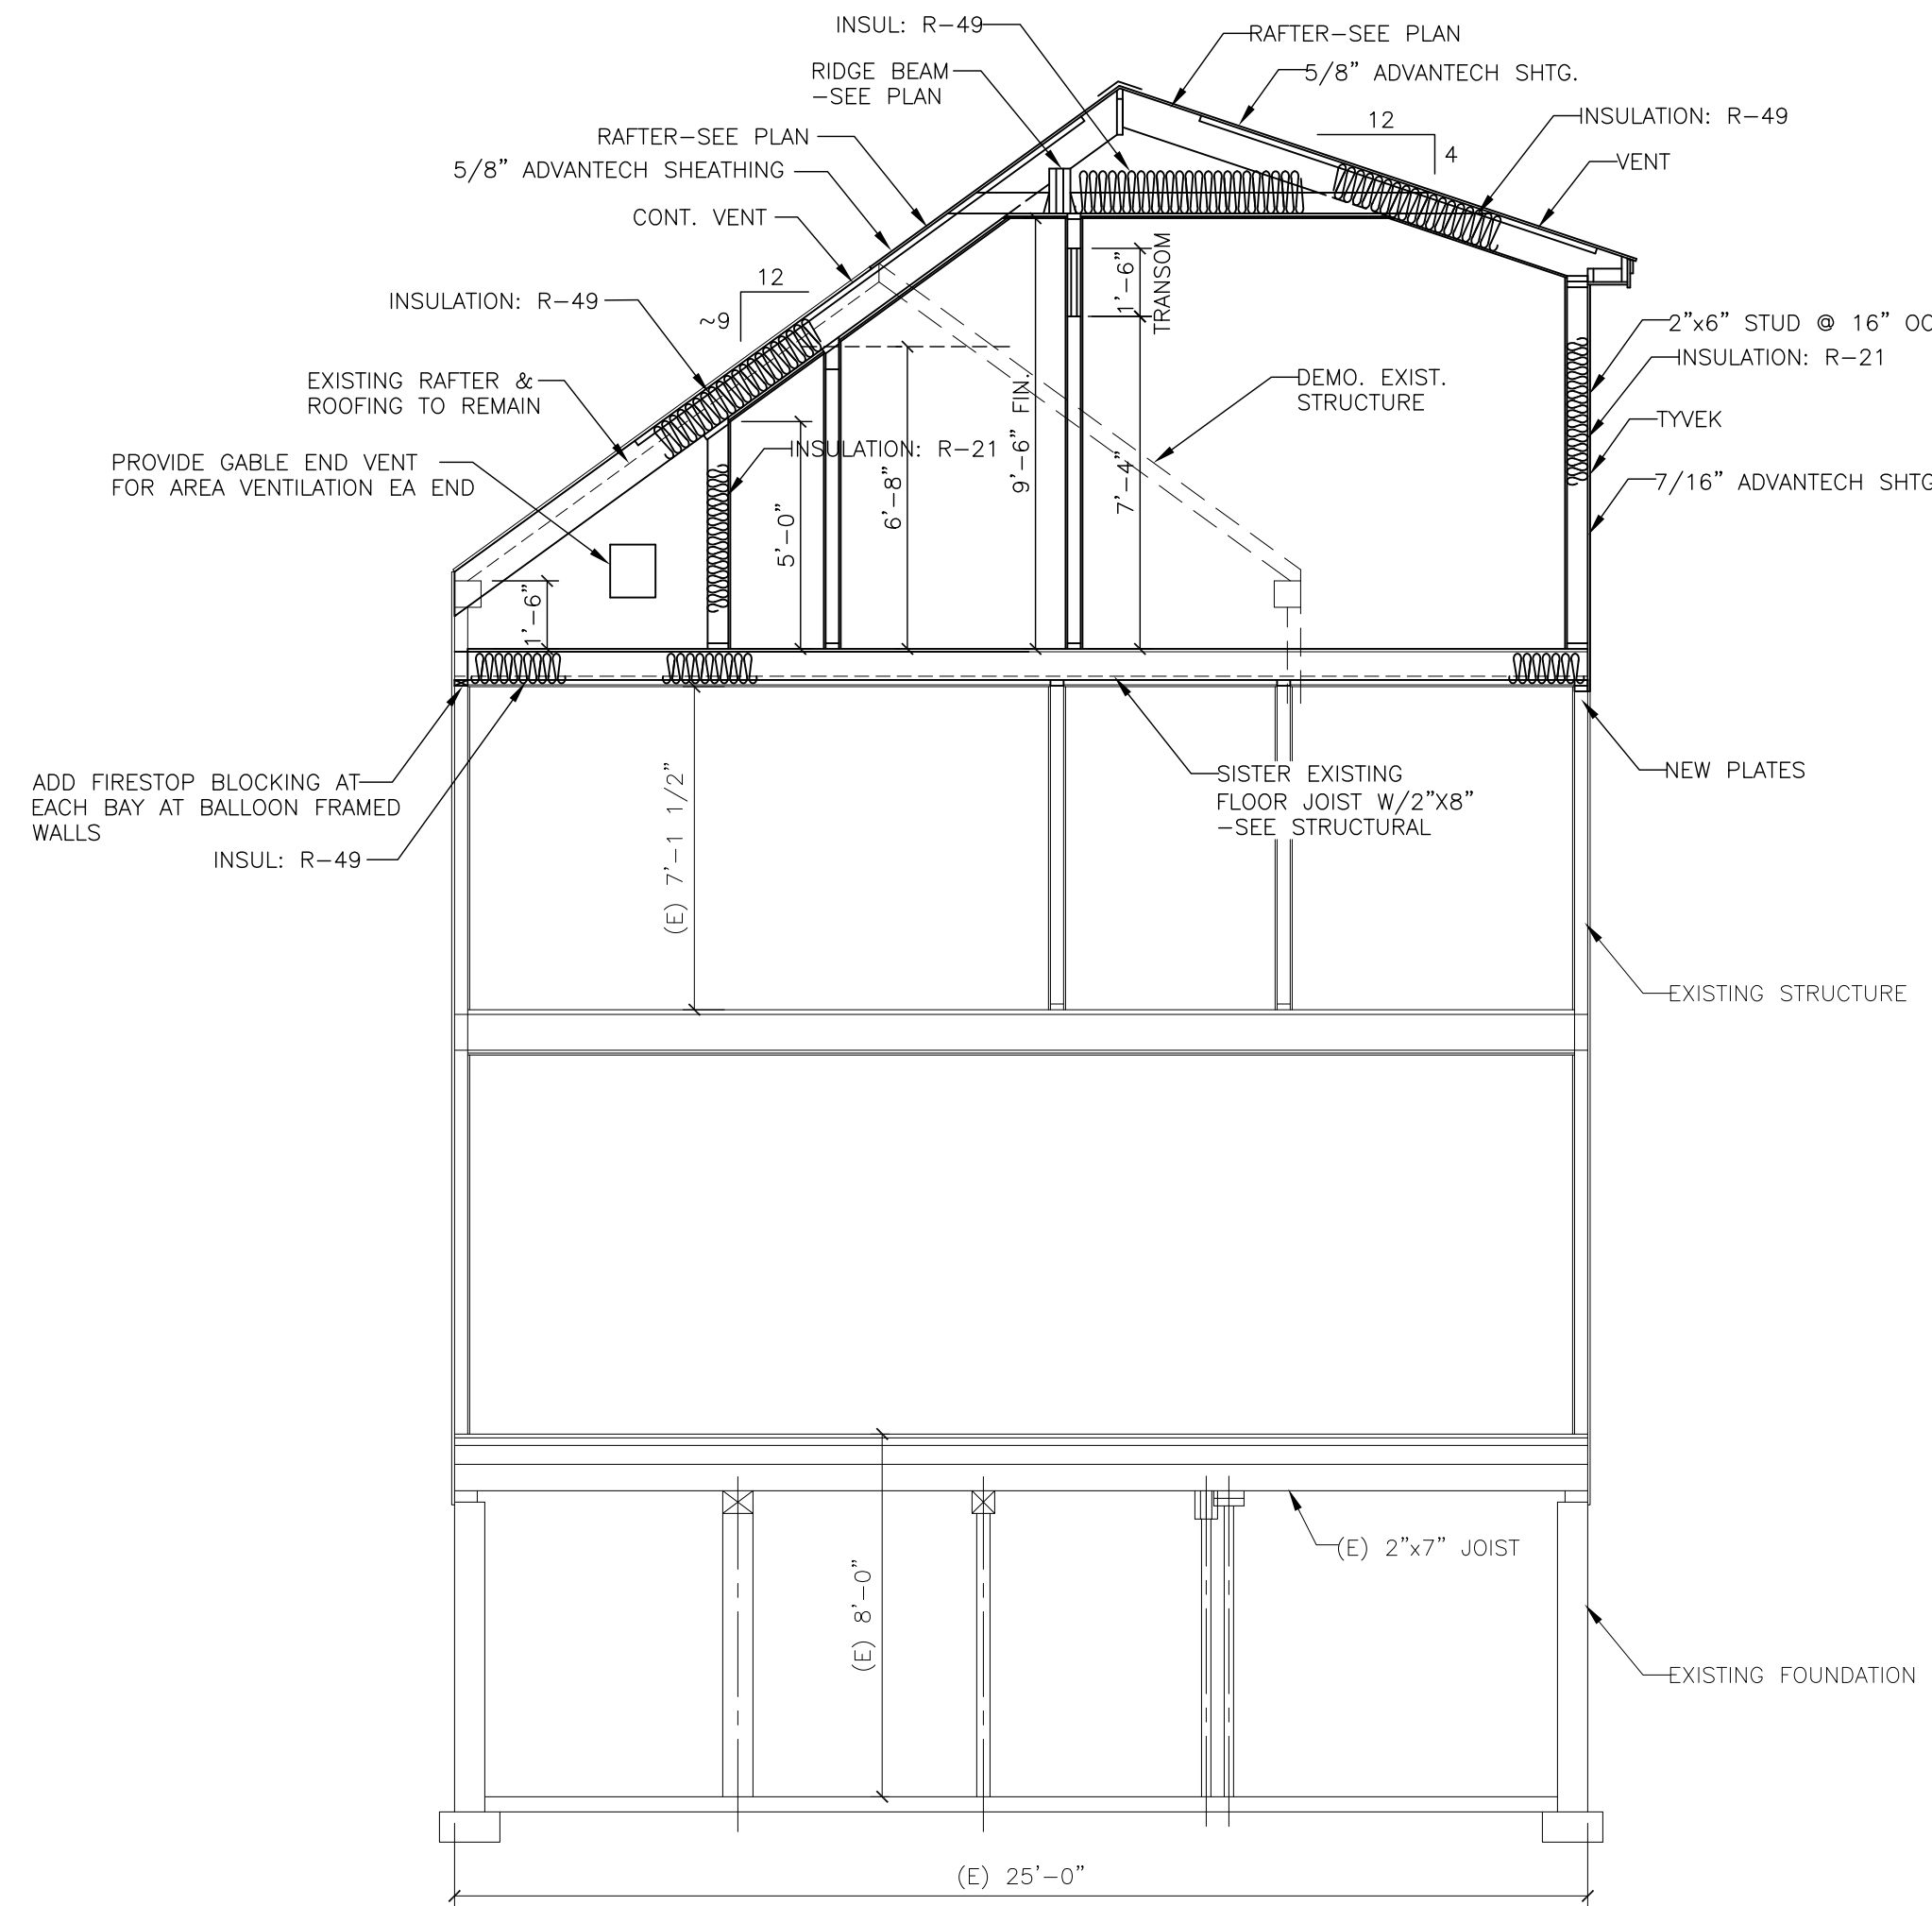 INSUL: R-49
RAFTER-SEE PLAN
RIDGE BEAM
-SEE PLAN
5/8" ADVANTECH SHTG.
12
4
INSULATION: R-49
VENT
RAFTER-SEE PLAN
5/8" ADVANTECH SHEATHING
CONT. VENT
12
~9
INSULATION: R-49
1'-6"
TRANSOM
2"x6" STUD @ 16" OC
INSULATION: R-21
EXISTING RAFTER &
ROOFING TO REMAIN
DEMO. EXIST.
STRUCTURE
TYVEK
PROVIDE GABLE END VENT
FOR AREA VENTILATION EA END
INSULATION: R-21
7/16" ADVANTECH SHTG
1'-6"
5'-0"
6'-8"
9'-6" FIN.
7'-4"
ADD FIRESTOP BLOCKING AT
EACH BAY AT BALLOON FRAMED
WALLS
INSUL: R-49
(E) 7'-1 1/2"
SISTER EXISTING
FLOOR JOIST W/2"X8"
-SEE STRUCTURAL
NEW PLATES
EXISTING STRUCTURE
(E) 8'-0"
(E) 2"x7" JOIST
EXISTING FOUNDATION
(E) 25'-0"